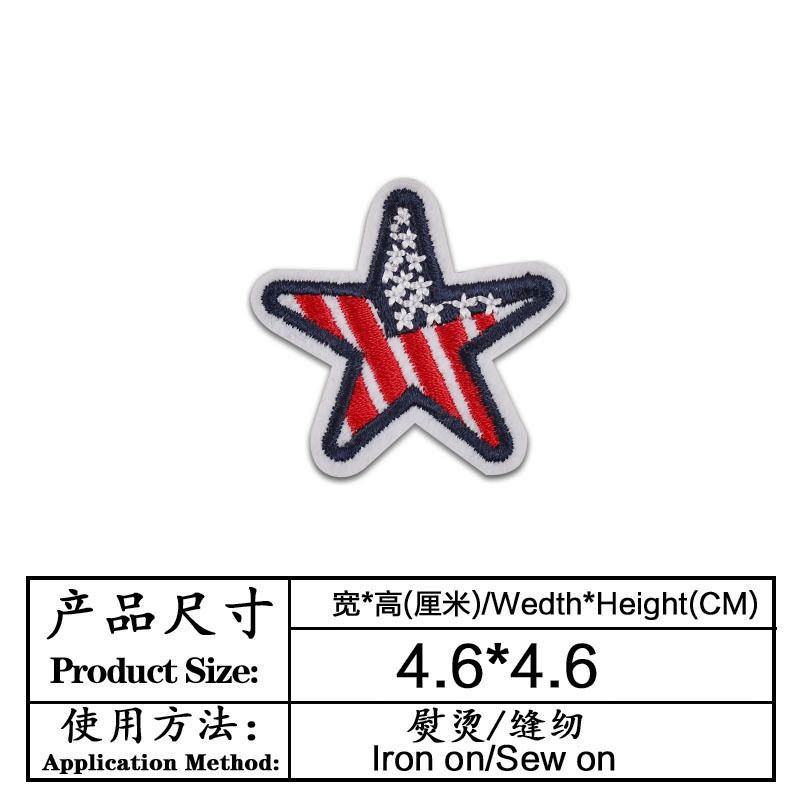 产品尺寸
Product Size:
宽*高(厘米)/Wedth*Height(CM)
4.6*4.6
使用方法：
Application Method:
熨烫/缝纫
Iron on/Sew on